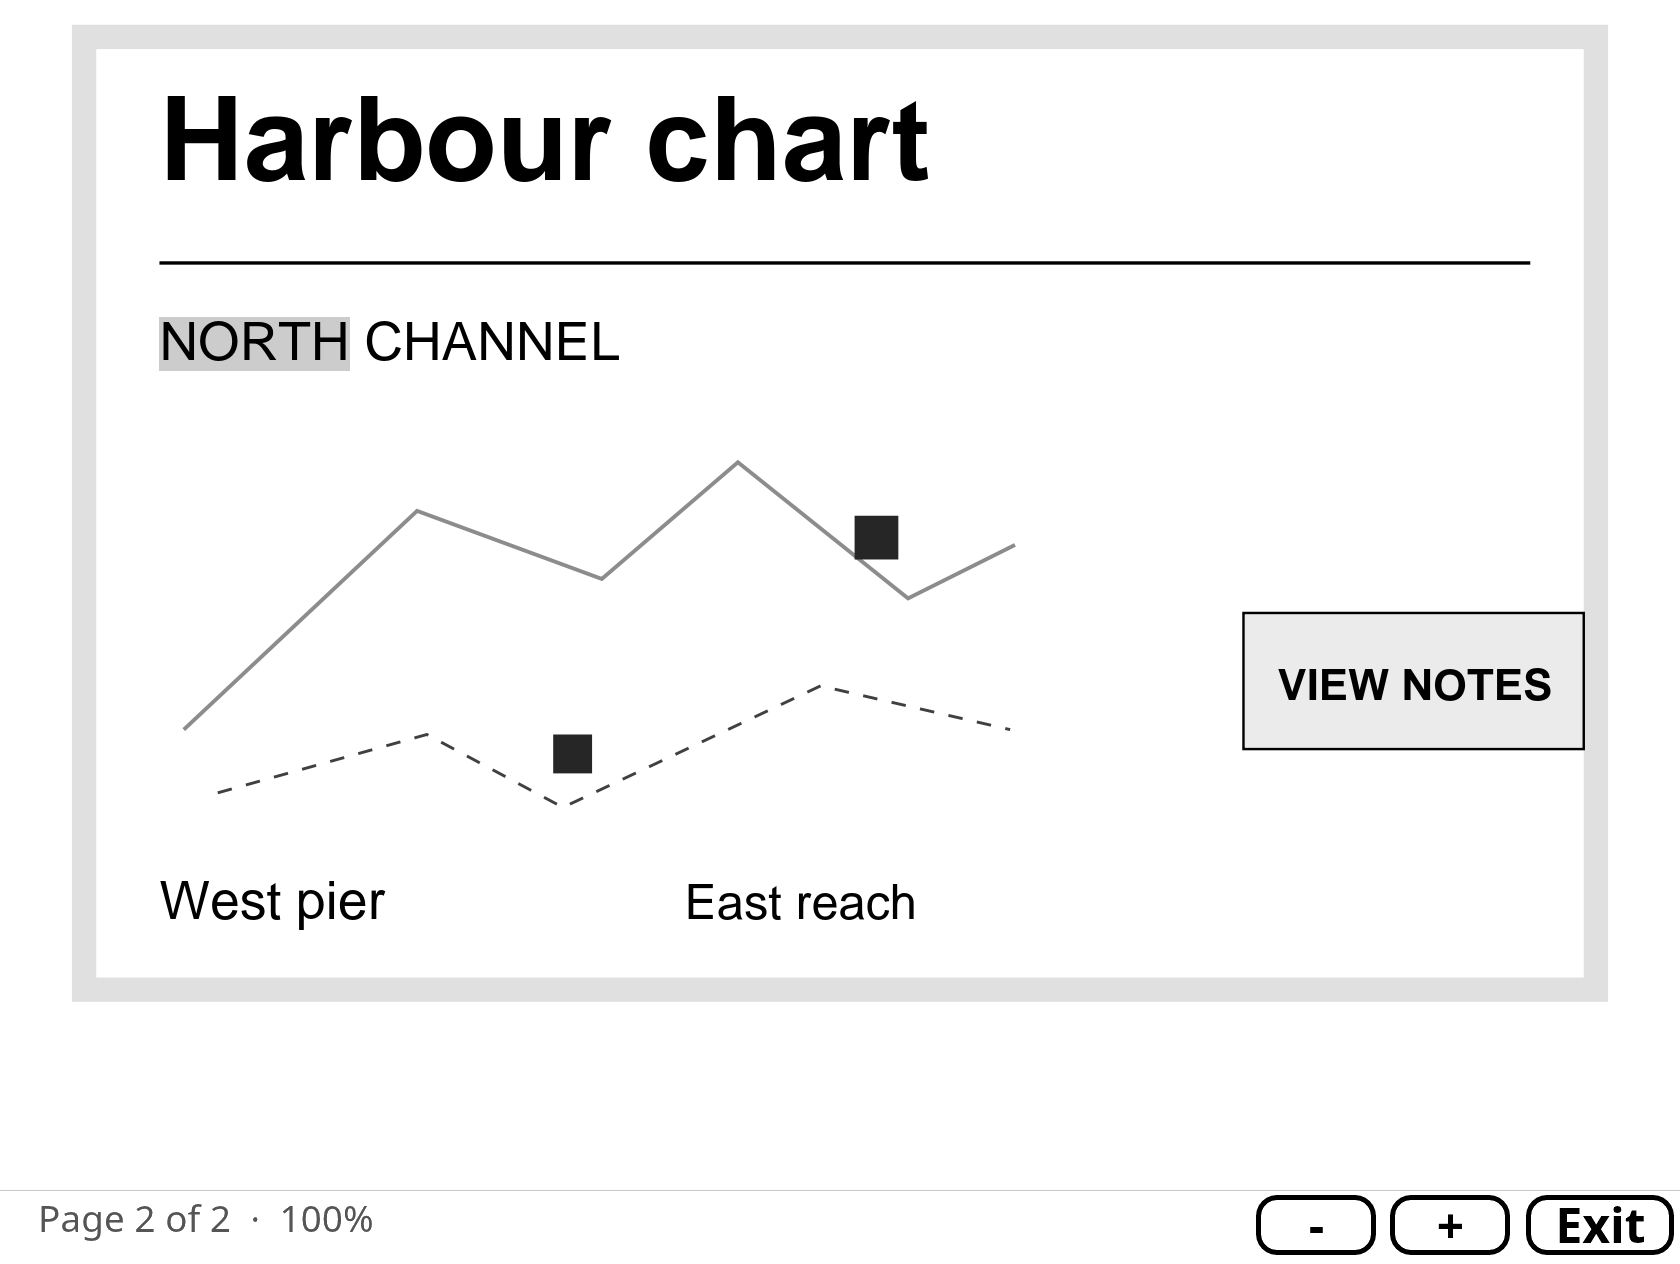 Harbour chart
NORTH CHANNEL
VIEW NOTES
West pier
East reach
Page 2 of 2 · 100%
-
+
Exit